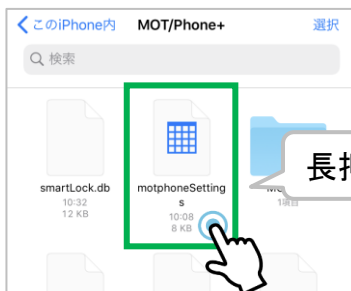 このiPhone内
MOT/Phone+
選択
検索
smartLock.db
10:32
12 KB
motphoneSetting
s
10:08
8 KB
1項目
長押